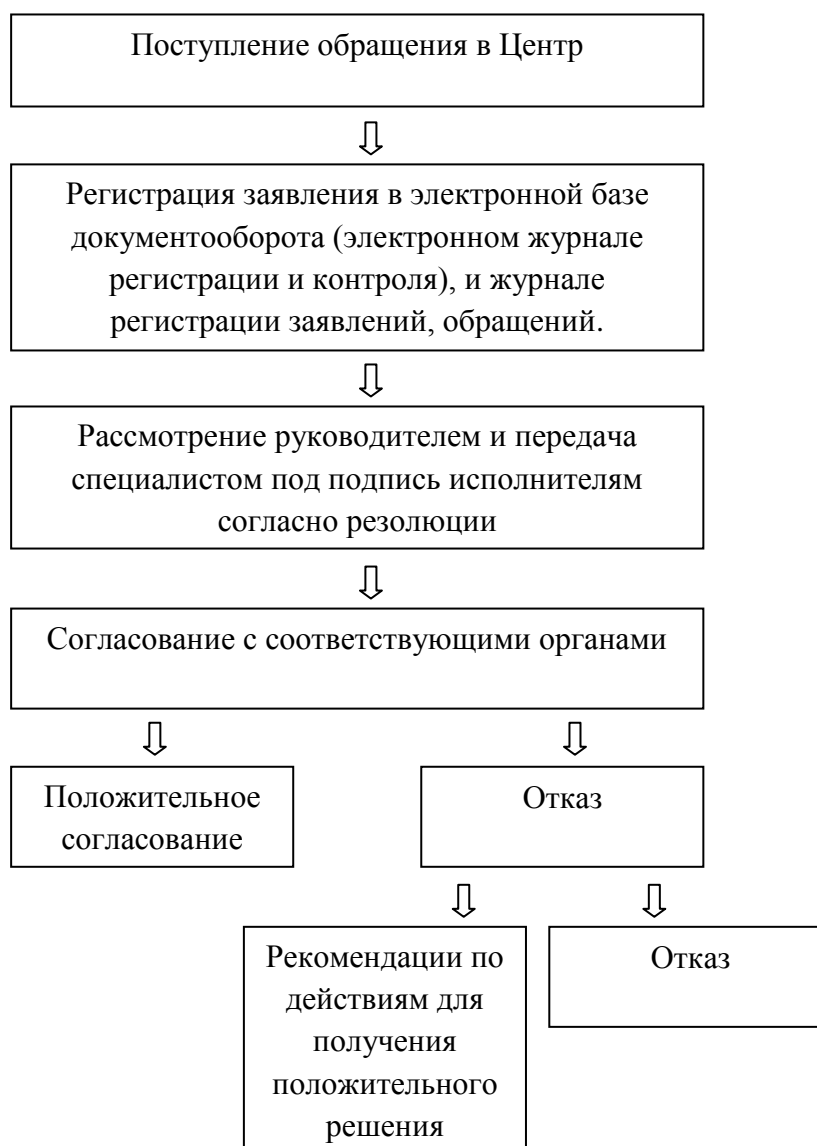 Поступление обращения в Центр
Регистрация заявления в электронной базе
документооборота (электронном журнале
регистрации и контроля), и журнале
регистрации заявлений, обращений.
Рассмотрение руководителем и передача
специалистом под подпись исполнителям
согласно резолюции
Согласование с соответствующими органами
Положительное
согласование
Отказ
Рекомендации по
действиям для
получения
положительного
решения
Отказ